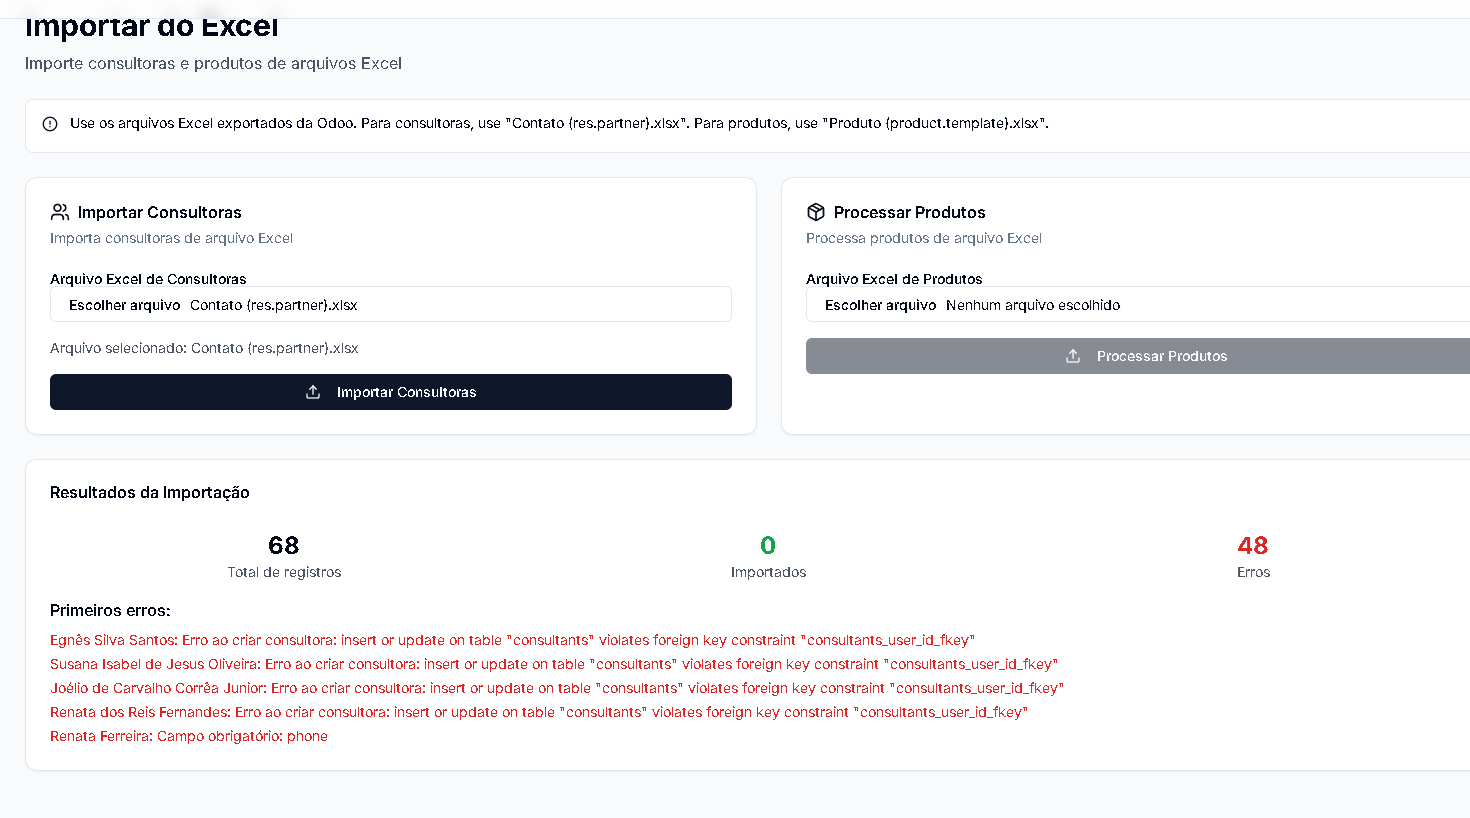 Importar do Excel
Importe consultoras e produtos de arquivos Excel
Use os arquivos Excel exportados da Odoo. Para consultoras, use "Contato (res.partner).xlsx". Para produtos, use "Produto (product.template).xlsx".
Importar Consultoras
Importa consultoras de arquivo Excel
Arquivo Excel de Consultoras
Escolher arquivo Contato (res.partner).xlsx
Arquivo selecionado: Contato (res.partner).xlsx
Importar Consultoras
Processar Produtos
Processa produtos de arquivo Excel
Arquivo Excel de Produtos
Escolher arquivo Nenhum arquivo escolhido
Processar Produtos
Resultados da Importação
68
Total de registros
0
Importados
48
Erros
Primeiros erros:
Egnês Silva Santos: Erro ao criar consultora: insert or update on table "consultants" violates foreign key constraint "consultants_user_id_fkey"
Susana Isabel de Jesus Oliveira: Erro ao criar consultora: insert or update on table "consultants" violates foreign key constraint "consultants_user_id_fkey"
Joélio de Carvalho Corrêa Junior: Erro ao criar consultora: insert or update on table "consultants" violates foreign key constraint "consultants_user_id_fkey"
Renata dos Reis Fernandes: Erro ao criar consultora: insert or update on table "consultants" violates foreign key constraint "consultants_user_id_fkey"
Renata Ferreira: Campo obrigatório: phone